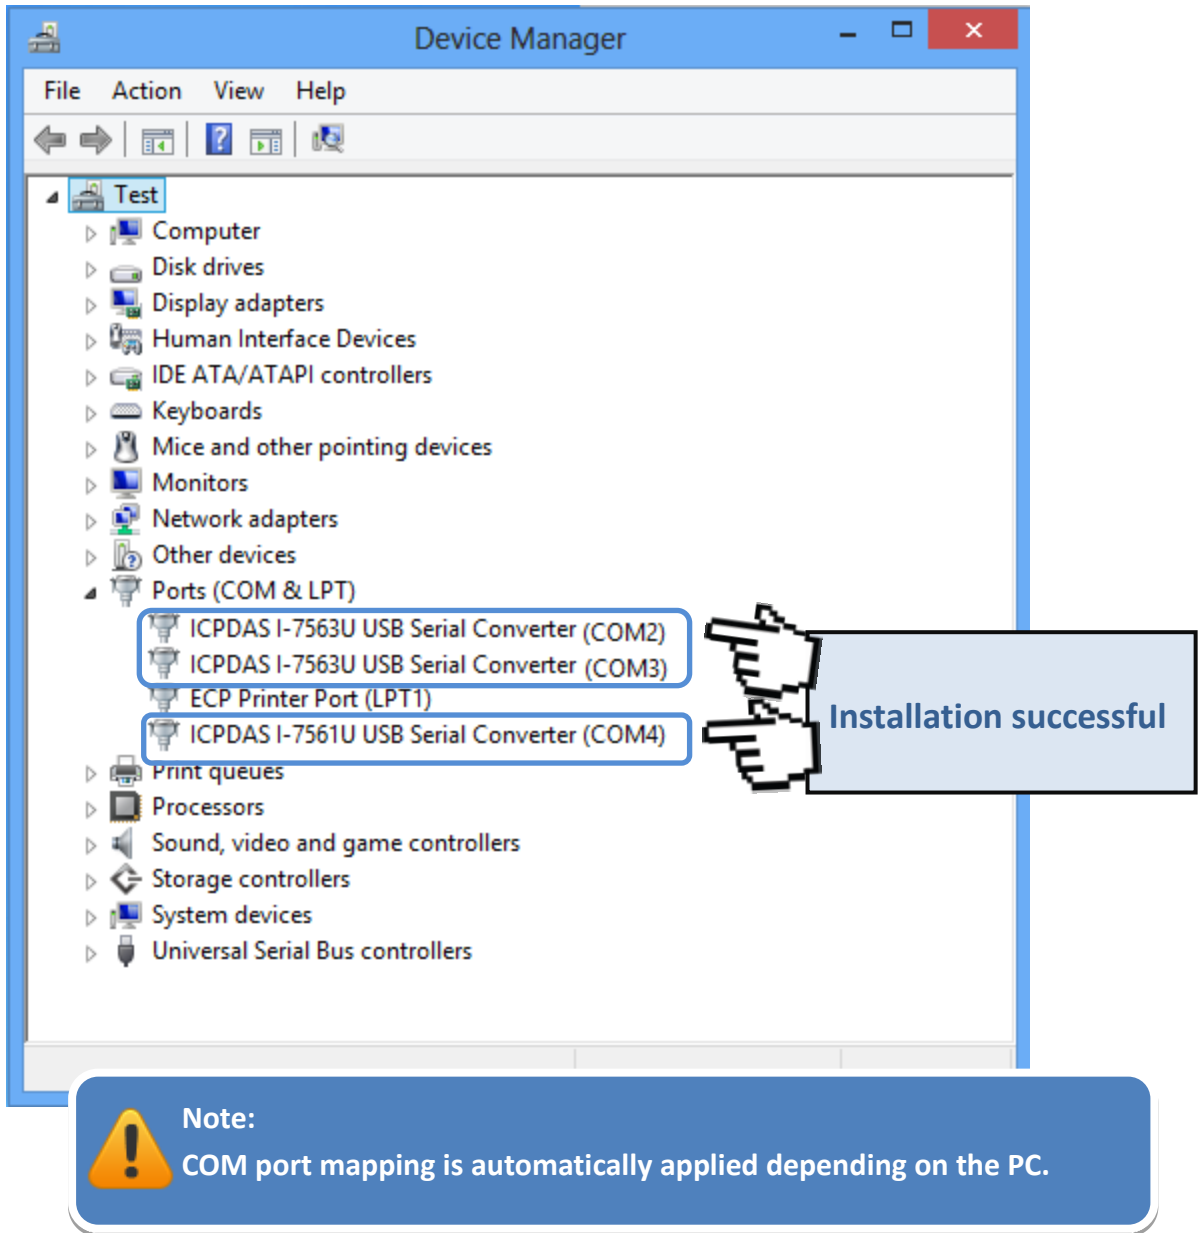 Device Manager
File Action View Help
Test
Computer
Disk drives
Display adapters
Human Interface Devices
IDE ATA/ATAPI controllers
Keyboards
Mice and other pointing devices
Monitors
Network adapters
Other devices
Ports (COM & LPT)
ICPDAS I-7563U USB Serial Converter (COM2)
ICPDAS I-7563U USB Serial Converter (COM3)
ECP Printer Port (LPT1)
ICPDAS I-7561U USB Serial Converter (COM4)
Print queues
Processors
Sound, video and game controllers
Storage controllers
System devices
Universal Serial Bus controllers
Installation successful
Note:
COM port mapping is automatically applied depending on the PC.